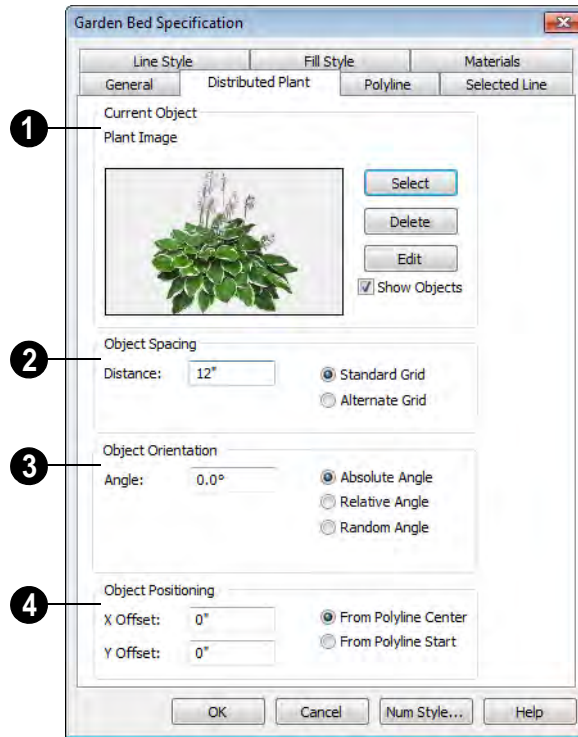 Garden Bed Specification
Line Style Fill Style Materials
General Distributed Plant Polyline Selected Line
1 Current Object
Plant Image
Select
Delete
Edit
Show Objects
2 Object Spacing
Distance: 12" Standard Grid
Alternate Grid
3 Object Orientation
Angle: 0.0° Absolute Angle
Relative Angle
Random Angle
4 Object Positioning
X Offset: 0" From Polyline Center
From Polyline Start
Y Offset: 0"
OK Cancel Num Style... Help